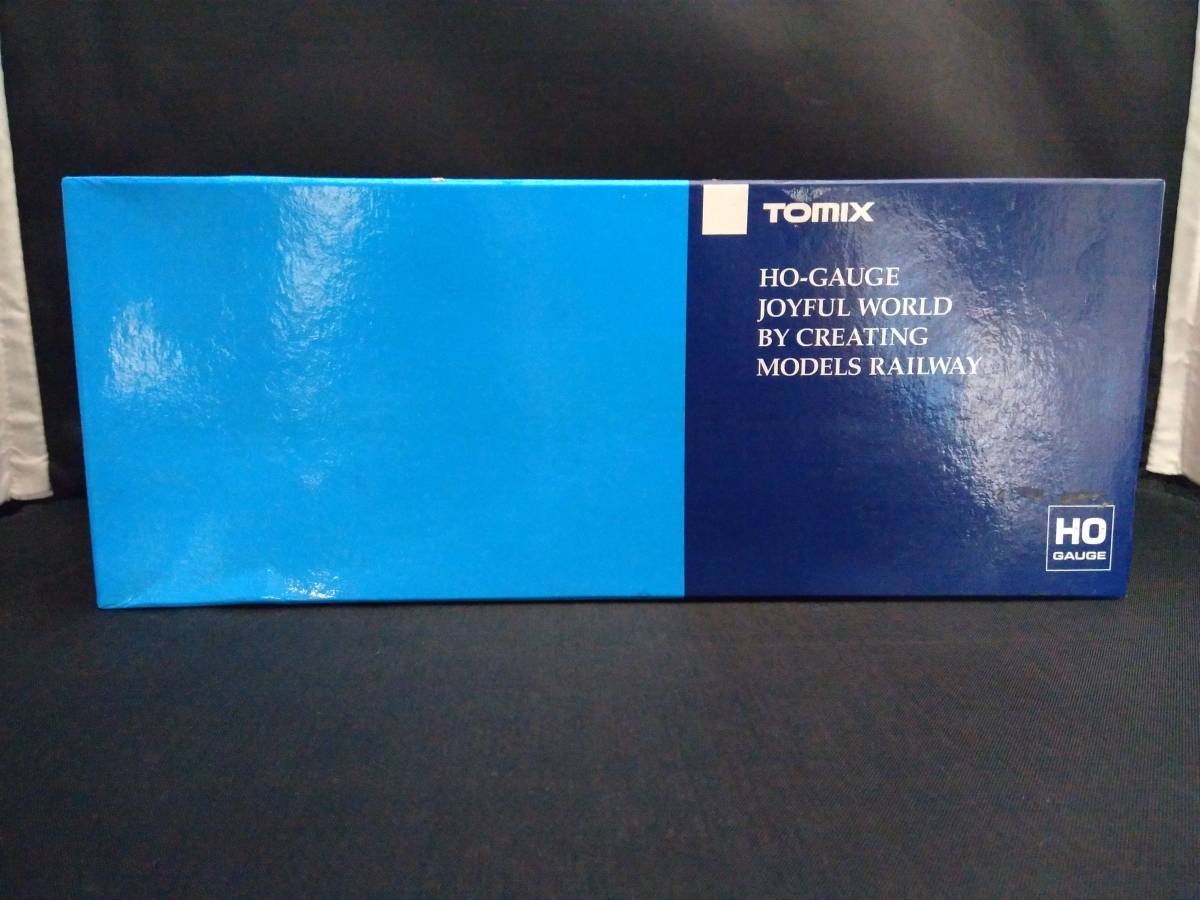 TOMIX
HO-GAUGE
JOYFUL WORLD
BY CREATING
MODELS RAILWAY
HO
GAUGE